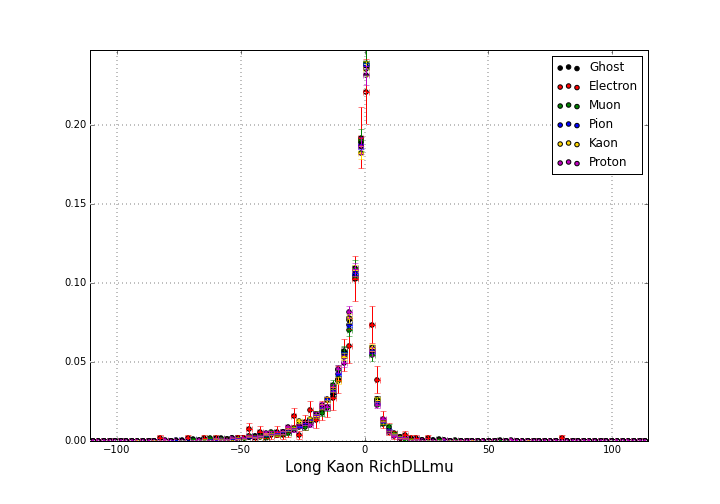 Ghost
Electron
Muon
Pion
Kaon
Proton
0.20
0.15
0.10
0.05
0.00
−100
−50
0
50
100
Long Kaon RichDLLmu